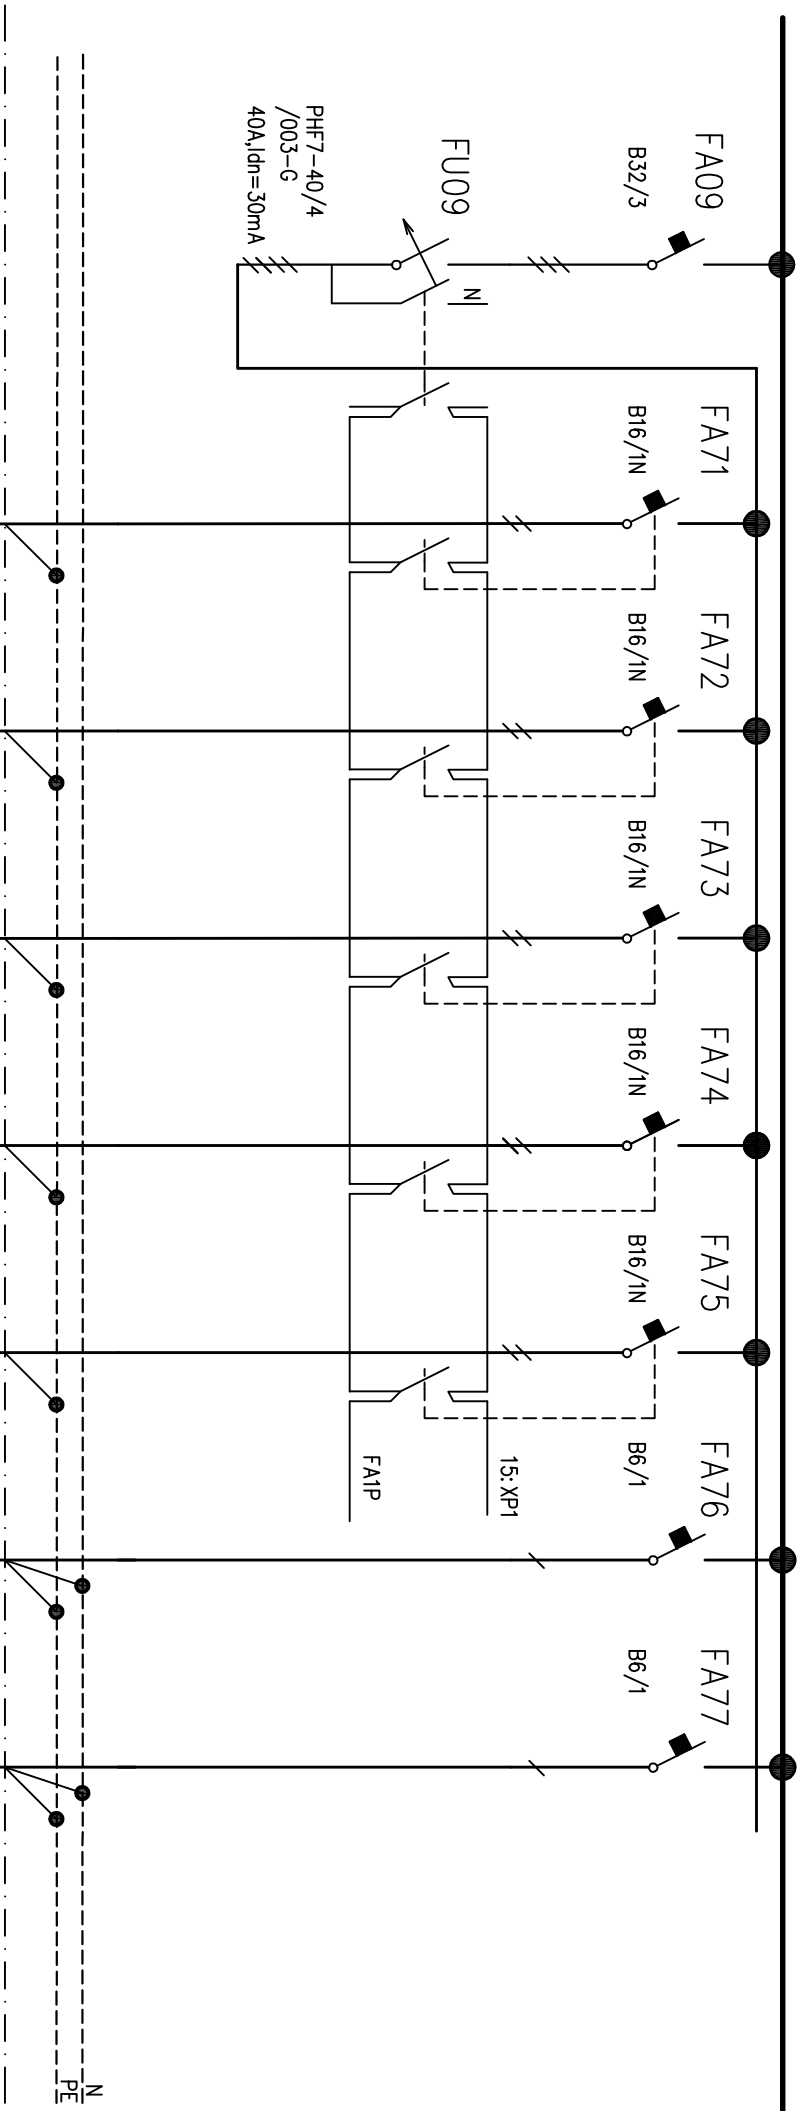 FA09
B32/3
FU09
PHF7-40/4
/003-G
40A,Idn=30mA
N
FA71
B16/1N
FA72
B16/1N
FA73
B16/1N
FA74
B16/1N
FA75
B16/1N
FA76
B6/1
FA77
B6/1
15:XP1
FA1P
N
PE